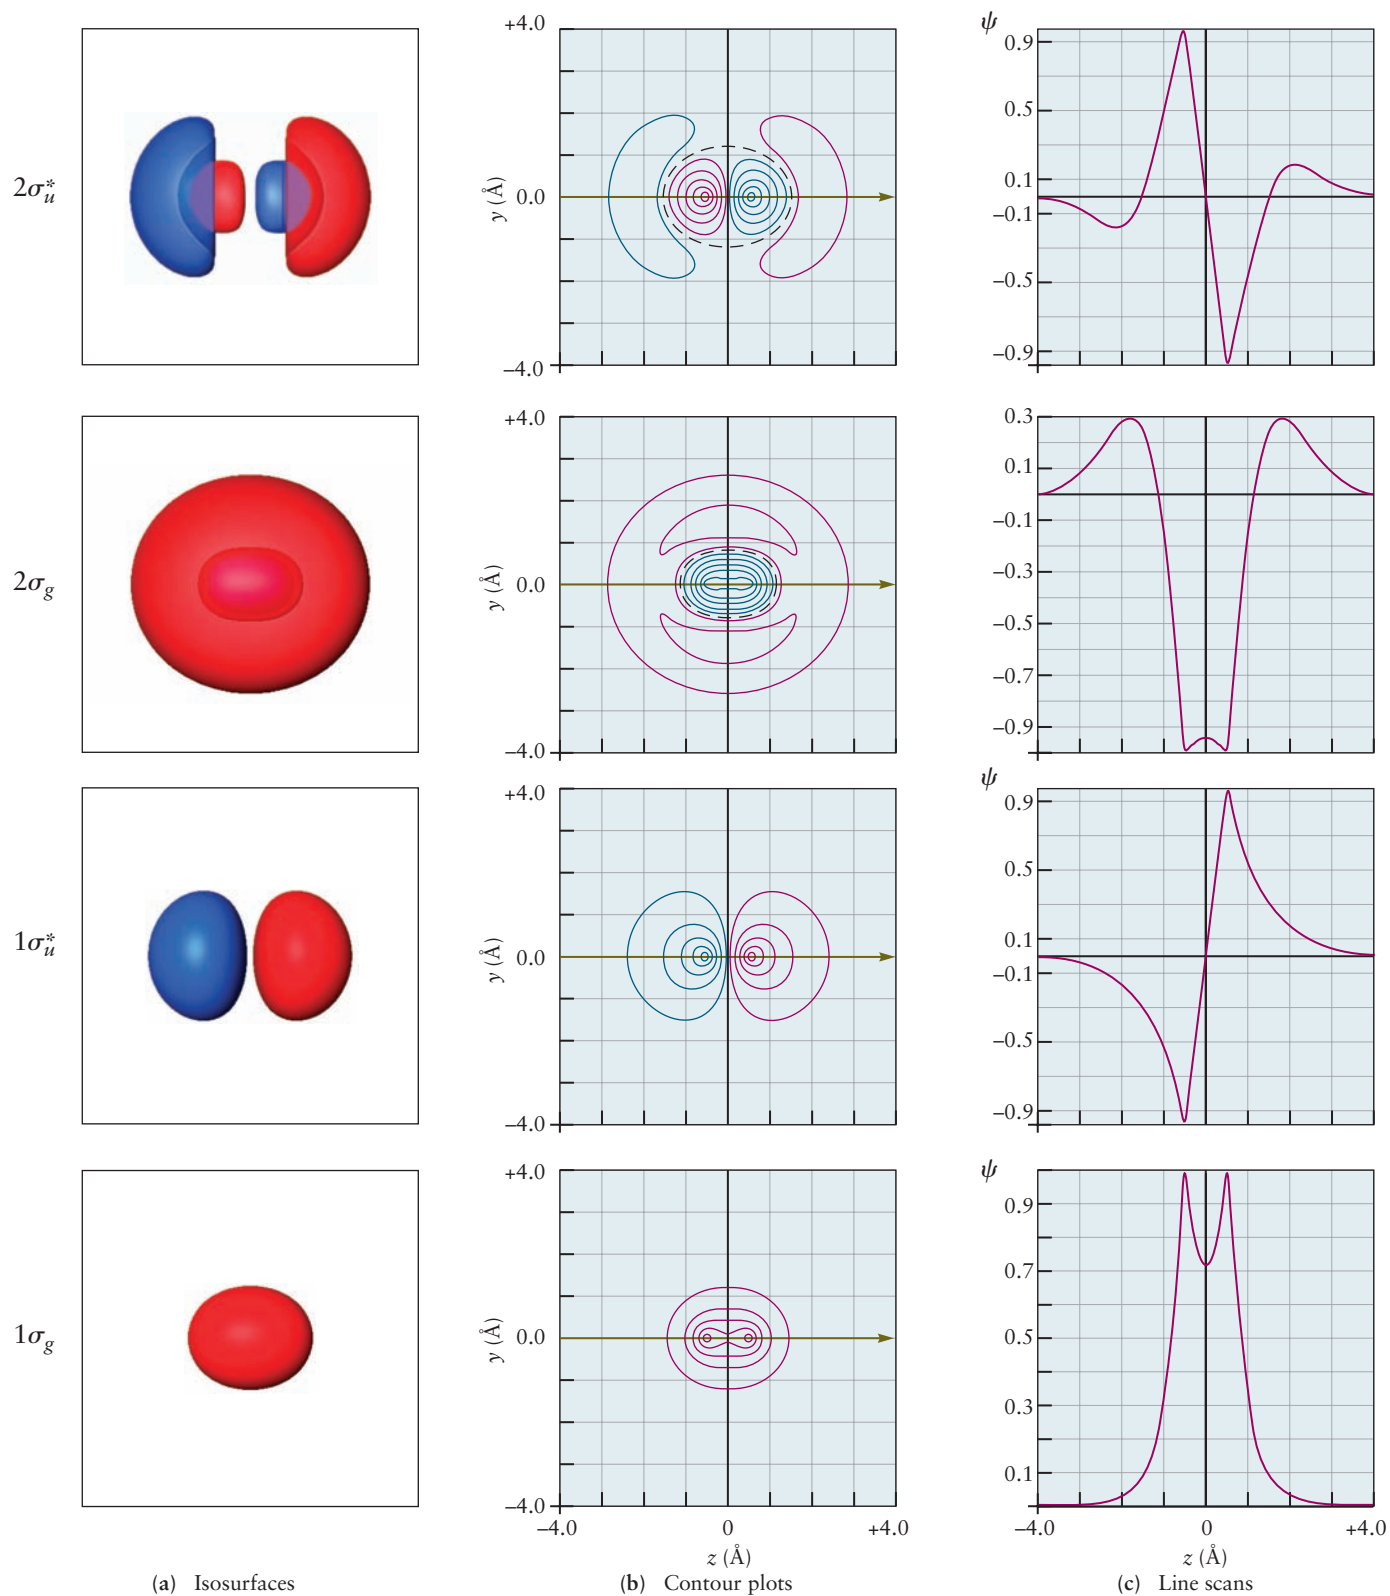 2σ*u
+4.0
y (Å)
0.0
−4.0
ψ
0.9
0.5
0.1
−0.1
−0.5
−0.9
2σg
+4.0
y (Å)
0.0
−4.0
0.3
0.1
−0.1
−0.3
−0.5
−0.7
−0.9
1σ*u
+4.0
y (Å)
0.0
−4.0
ψ
0.9
0.5
0.1
−0.1
−0.5
−0.9
1σg
+4.0
y (Å)
0.0
−4.0
−4.0 0 +4.0
z (Å)
ψ
0.9
0.7
0.5
0.3
0.1
−4.0 0 +4.0
z (Å)
(a) Isosurfaces
(b) Contour plots
(c) Line scans